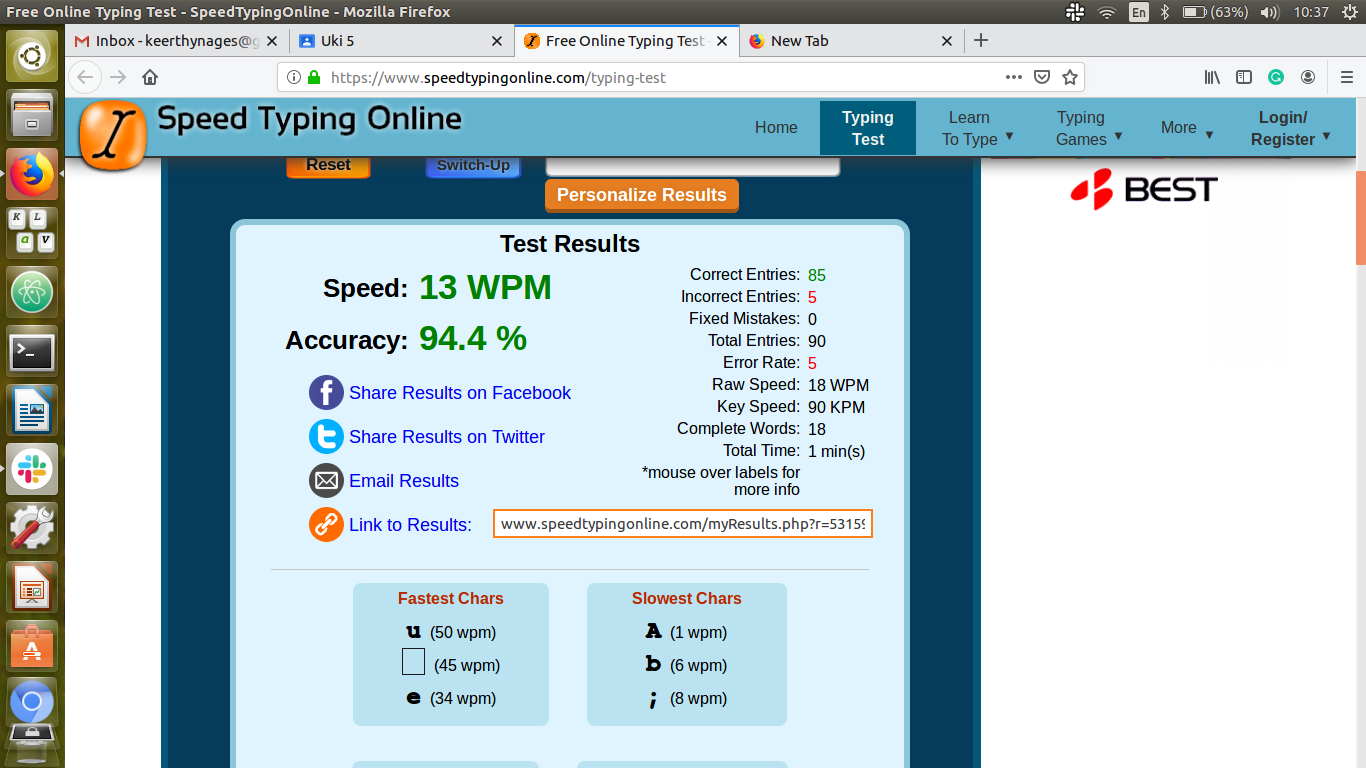 Free Online Typing Test - SpeedTypingOnline - Mozilla Firefox
En
(63%)
10:37
Inbox - keerthynages@g
Uki 5
Free Online Typing Test
New Tab
https://www.speedtypingonline.com/typing-test
Speed Typing Online
Home
Typing
Test
Learn
To Type
Typing
Games
More
Login/
Register
Reset
Switch-Up
Personalize Results
BEST
Test Results
Speed: 13 WPM
Accuracy: 94.4 %
Share Results on Facebook
Share Results on Twitter
Email Results
Link to Results: www.speedtypingonline.com/myResults.php?r=53159
Correct Entries: 85
Incorrect Entries: 5
Fixed Mistakes: 0
Total Entries: 90
Error Rate: 5
Raw Speed: 18 WPM
Key Speed: 90 KPM
Complete Words: 18
Total Time: 1 min(s)
*mouse over labels for
more info
Fastest Chars
u (50 wpm)
(45 wpm)
e (34 wpm)
Slowest Chars
A (1 wpm)
b (6 wpm)
; (8 wpm)
K L
a v